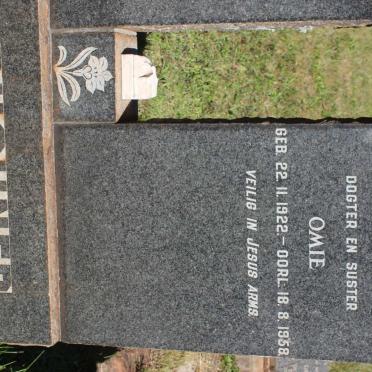 DOGTER EN SUSTER
OMIE
GEB. 22. 11. 1922 – OORL. 18. 8. 1938.
VEILIG IN JESUS ARMS.